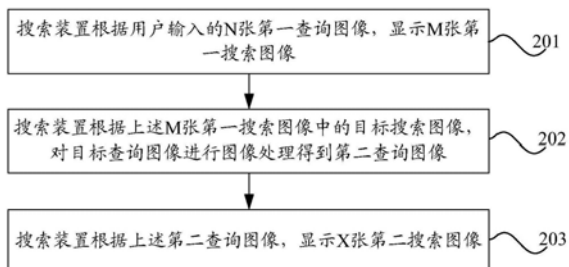 搜索装置根据用户输入的N张第一查询图像，显示M张第
一搜索图像
201
搜索装置根据上述M张第一搜索图像中的目标搜索图像，
对目标查询图像进行图像处理得到第二查询图像
202
搜索装置根据上述第二查询图像，显示X张第二搜索图像
203